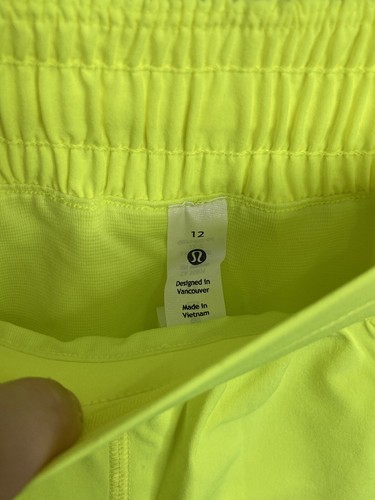 12
Designed in
Vancouver
Made in
Vietnam